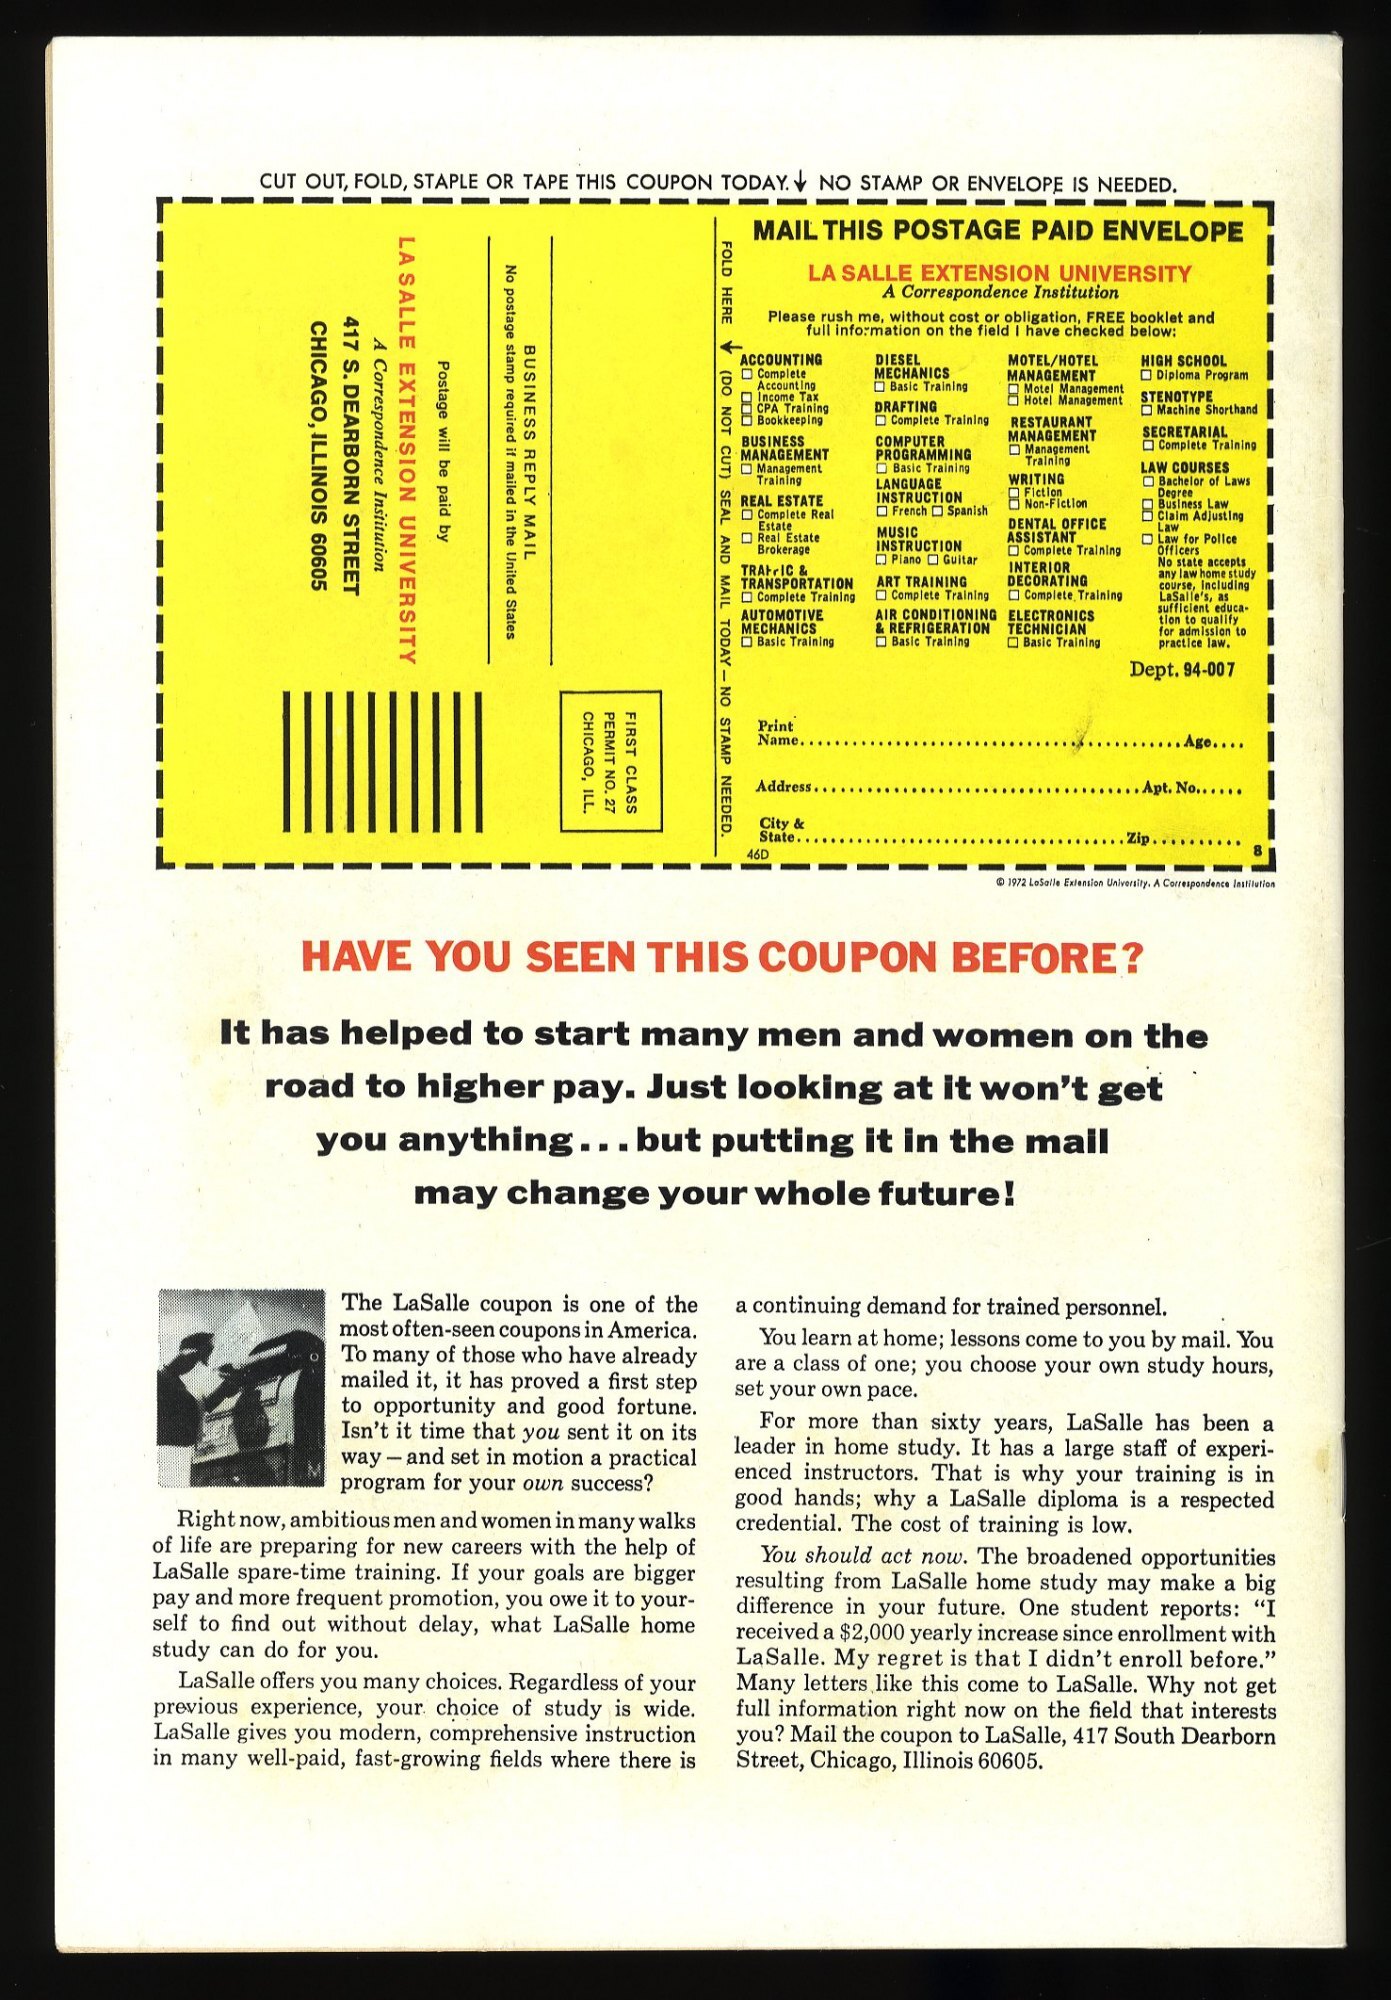 CUT OUT, FOLD, STAPLE OR TAPE THIS COUPON TODAY. ↓ NO STAMP OR ENVELOPE IS NEEDED.
LA SALLE EXTENSION UNIVERSITY
A Correspondence Institution
417 S. DEARBORN STREET
CHICAGO, ILLINOIS 60605
Postage will be paid by
BUSINESS REPLY MAIL
No postage stamp required if mailed in the United States
FIRST CLASS
PERMIT NO. 27
CHICAGO, ILL.
FOLD HERE ↓ (DO NOT CUT) SEAL AND MAIL TODAY — NO STAMP NEEDED.
MAIL THIS POSTAGE PAID ENVELOPE
LA SALLE EXTENSION UNIVERSITY
A Correspondence Institution
Please rush me, without cost or obligation, FREE booklet and
full information on the field I have checked below:
ACCOUNTING
☐ Complete
Accounting
☐ Income Tax
☐ CPA Training
☐ Bookkeeping
BUSINESS
MANAGEMENT
☐ Management
Training
REAL ESTATE
☐ Complete Real
Estate
☐ Real Estate
Brokerage
TRAFFIC &
TRANSPORTATION
☐ Complete Training
AUTOMOTIVE
MECHANICS
☐ Basic Training
DIESEL
MECHANICS
☐ Basic Training
DRAFTING
☐ Complete Training
COMPUTER
PROGRAMMING
☐ Basic Training
LANGUAGE
INSTRUCTION
☐ French ☐ Spanish
MUSIC
INSTRUCTION
☐ Piano ☐ Guitar
ART TRAINING
☐ Complete Training
AIR CONDITIONING
& REFRIGERATION
☐ Basic Training
MOTEL/HOTEL
MANAGEMENT
☐ Motel Management
☐ Hotel Management
RESTAURANT
MANAGEMENT
☐ Management
Training
WRITING
☐ Fiction
☐ Non-Fiction
DENTAL OFFICE
ASSISTANT
☐ Complete Training
INTERIOR
DECORATING
☐ Complete Training
ELECTRONICS
TECHNICIAN
☐ Basic Training
HIGH SCHOOL
☐ Diploma Program
STENOTYPE
☐ Machine Shorthand
SECRETARIAL
☐ Complete Training
LAW COURSES
☐ Bachelor of Laws
Degree
☐ Business Law
☐ Claim Adjusting
Law
☐ Law for Police
Officers
No state accepts
any law home study
course, including
LaSalle's, as
sufficient educa-
tion to qualify
for admission to
practice law.
Dept. 94-007
Print
Name..........Age....
Address..........Apt. No......
City &
State..........Zip..........
46D 8
© 1972 LaSalle Extension University. A Correspondence Institution
HAVE YOU SEEN THIS COUPON BEFORE?
It has helped to start many men and women on the
road to higher pay. Just looking at it won't get
you anything...but putting it in the mail
may change your whole future!
The LaSalle coupon is one of the
most often-seen coupons in America.
To many of those who have already
mailed it, it has proved a first step
to opportunity and good fortune.
Isn't it time that you sent it on its
way — and set in motion a practical
program for your own success?
Right now, ambitious men and women in many walks
of life are preparing for new careers with the help of
LaSalle spare-time training. If your goals are bigger
pay and more frequent promotion, you owe it to your-
self to find out without delay, what LaSalle home
study can do for you.
LaSalle offers you many choices. Regardless of your
previous experience, your choice of study is wide.
LaSalle gives you modern, comprehensive instruction
in many well-paid, fast-growing fields where there is
a continuing demand for trained personnel.
You learn at home; lessons come to you by mail. You
are a class of one; you choose your own study hours,
set your own pace.
For more than sixty years, LaSalle has been a
leader in home study. It has a large staff of experi-
enced instructors. That is why your training is in
good hands; why a LaSalle diploma is a respected
credential. The cost of training is low.
You should act now. The broadened opportunities
resulting from LaSalle home study may make a big
difference in your future. One student reports: "I
received a $2,000 yearly increase since enrollment with
LaSalle. My regret is that I didn't enroll before."
Many letters like this come to LaSalle. Why not get
full information right now on the field that interests
you? Mail the coupon to LaSalle, 417 South Dearborn
Street, Chicago, Illinois 60605.